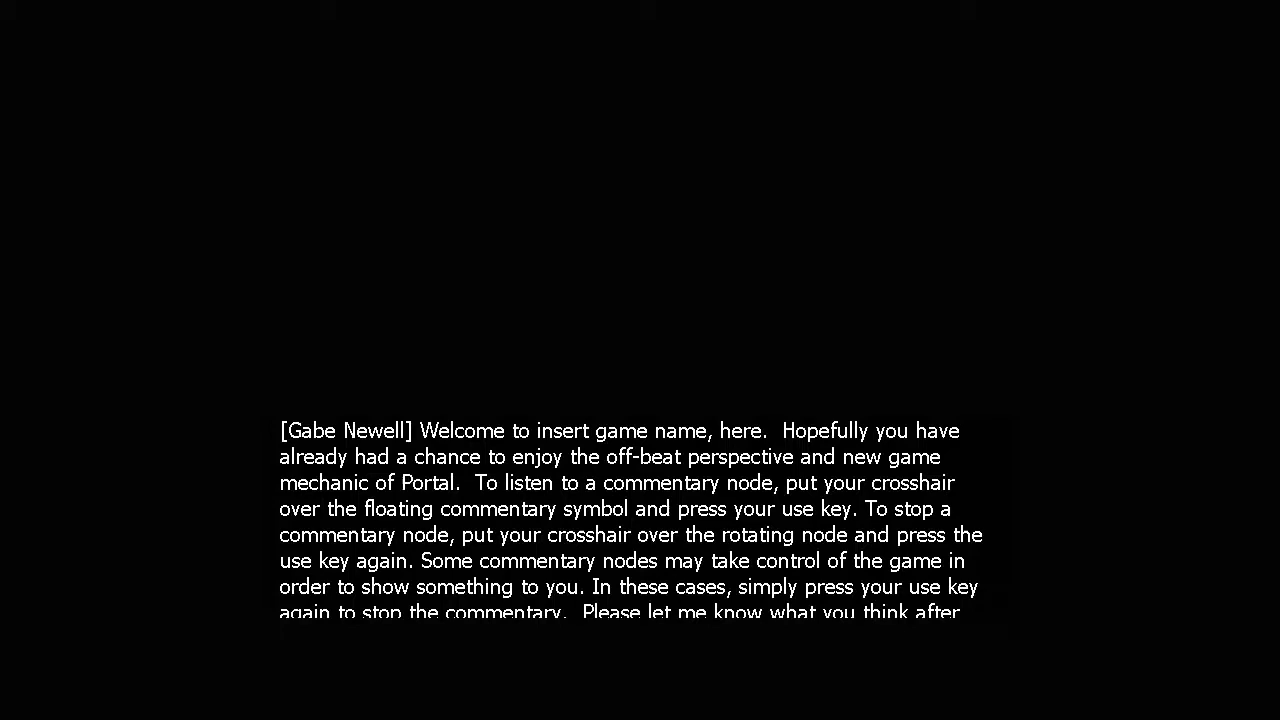 [Gabe Newell] Welcome to insert game name, here.  Hopefully you have
already had a chance to enjoy the off-beat perspective and new game
mechanic of Portal.  To listen to a commentary node, put your crosshair
over the floating commentary symbol and press your use key. To stop a
commentary node, put your crosshair over the rotating node and press the
use key again. Some commentary nodes may take control of the game in
order to show something to you. In these cases, simply press your use key
again to stop the commentary.  Please let me know what you think after